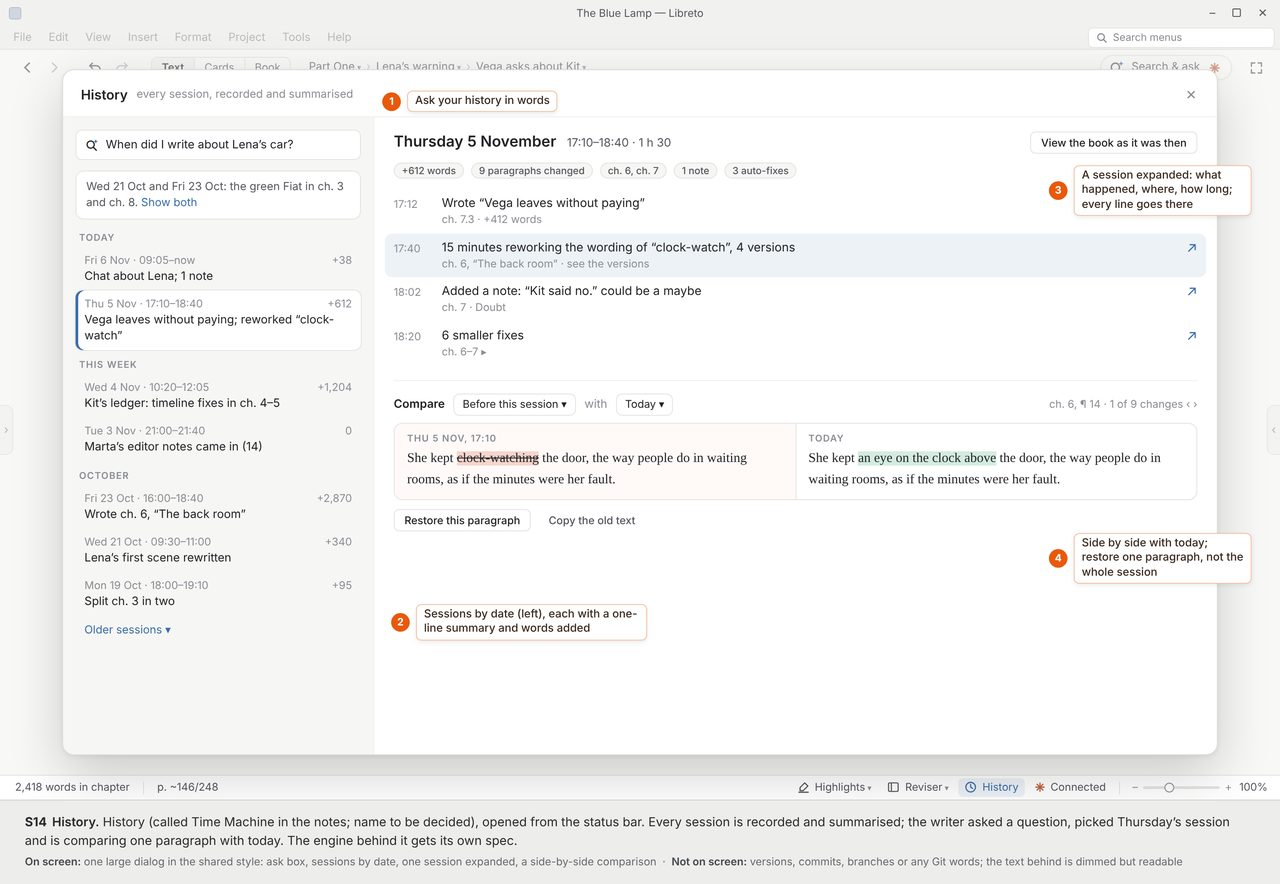 The Blue Lamp — Libreto
File Edit View Insert Format Project Tools Help
Search menus
Text Cards Book Part One › Lena’s warning › Vega asks about Kit
Search & ask
History every session, recorded and summarised
1 Ask your history in words
When did I write about Lena’s car?
Wed 21 Oct and Fri 23 Oct: the green Fiat in ch. 3
and ch. 8. Show both
TODAY
Fri 6 Nov · 09:05–now +38
Chat about Lena; 1 note
Thu 5 Nov · 17:10–18:40 +612
Vega leaves without paying; reworked “clock-
watch”
THIS WEEK
Wed 4 Nov · 10:20–12:05 +1,204
Kit’s ledger: timeline fixes in ch. 4–5
Tue 3 Nov · 21:00–21:40 0
Marta’s editor notes came in (14)
OCTOBER
Fri 23 Oct · 16:00–18:40 +2,870
Wrote ch. 6, “The back room”
Wed 21 Oct · 09:30–11:00 +340
Lena’s first scene rewritten
Mon 19 Oct · 18:00–19:10 +95
Split ch. 3 in two
Older sessions ▾
Thursday 5 November 17:10–18:40 · 1 h 30
View the book as it was then
+612 words 9 paragraphs changed ch. 6, ch. 7 1 note 3 auto-fixes
3 A session expanded: what
happened, where, how long;
every line goes there
17:12 Wrote “Vega leaves without paying”
ch. 7.3 · +412 words
17:40 15 minutes reworking the wording of “clock-watch”, 4 versions
ch. 6, “The back room” · see the versions
18:02 Added a note: “Kit said no.” could be a maybe
ch. 7 · Doubt
18:20 6 smaller fixes
ch. 6–7 ▸
Compare Before this session ▾ with Today ▾
ch. 6, ¶ 14 · 1 of 9 changes ‹ ›
THU 5 NOV, 17:10
She kept clock-watching the door, the way people do in waiting
rooms, as if the minutes were her fault.
TODAY
She kept an eye on the clock above the door, the way people do in
waiting rooms, as if the minutes were her fault.
Restore this paragraph Copy the old text
4 Side by side with today;
restore one paragraph, not the
whole session
2 Sessions by date (left), each with a one-
line summary and words added
2,418 words in chapter p. ~146/248
Highlights ▾ Reviser ▾ History Connected − + 100%
S14 History. History (called Time Machine in the notes; name to be decided), opened from the status bar. Every session is recorded and summarised; the writer asked a question, picked Thursday’s session
and is comparing one paragraph with today. The engine behind it gets its own spec.
On screen: one large dialog in the shared style: ask box, sessions by date, one session expanded, a side-by-side comparison · Not on screen: versions, commits, branches or any Git words; the text behind is dimmed but readable